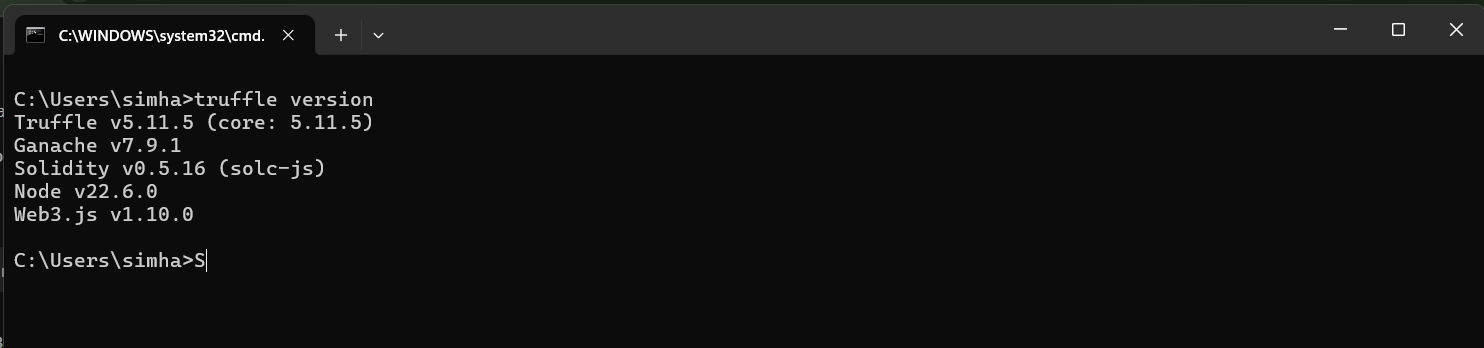 C:\WINDOWS\system32\cmd.
C:\Users\simha>truffle version
Truffle v5.11.5 (core: 5.11.5)
Ganache v7.9.1
Solidity v0.5.16 (solc-js)
Node v22.6.0
Web3.js v1.10.0
C:\Users\simha>S